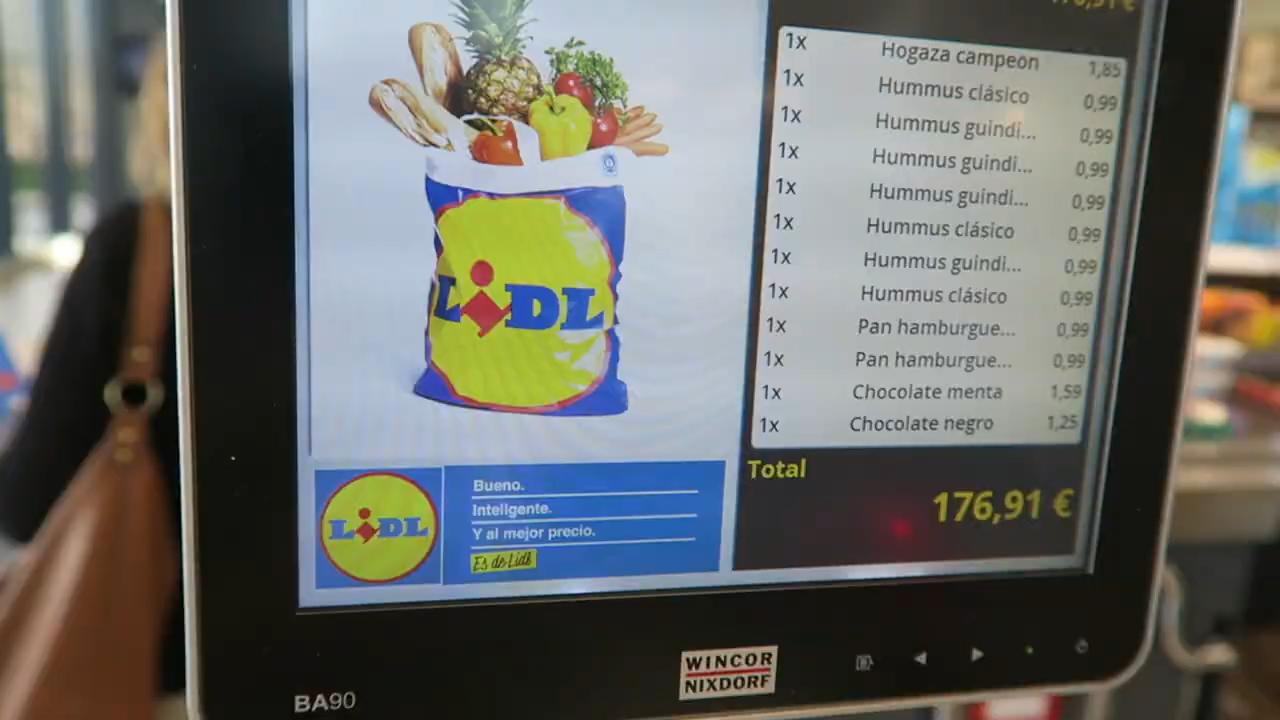 176,91 €
1x Hogaza campeón 1,85
1x Hummus clásico 0,99
1x Hummus guindi... 0,99
1x Hummus guindi... 0,99
1x Hummus guindi... 0,99
1x Hummus clásico 0,99
1x Hummus guindi... 0,99
1x Hummus clásico 0,99
1x Pan hamburgue... 0,99
1x Pan hamburgue... 0,99
1x Chocolate menta 1,59
1x Chocolate negro 1,25
Total
176,91 €
LIDL
LIDL
Bueno.
Inteligente.
Y al mejor precio.
Es de Lidl
WINCOR
NIXDORF
BA90